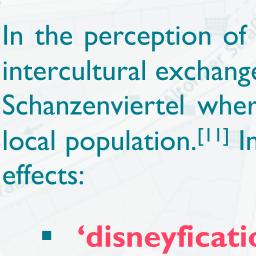 In the perception of
intercultural exchange
Schanzenviertel wher
local population.[11] In
effects:
▪ ‘disneyficatio